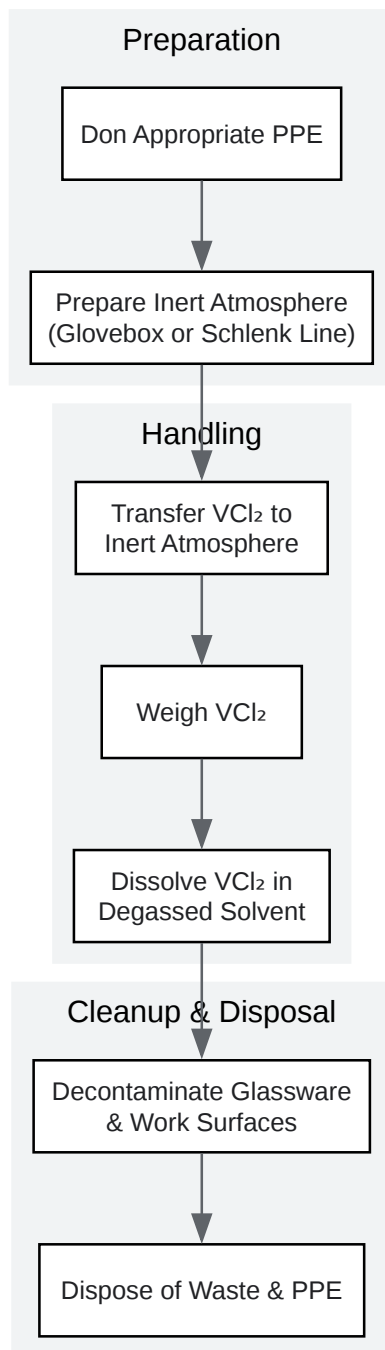 Preparation
Don Appropriate PPE
Prepare Inert Atmosphere
(Glovebox or Schlenk Line)
Handling
Transfer VCl₂ to
Inert Atmosphere
Weigh VCl₂
Dissolve VCl₂ in
Degassed Solvent
Cleanup & Disposal
Decontaminate Glassware
& Work Surfaces
Dispose of Waste & PPE